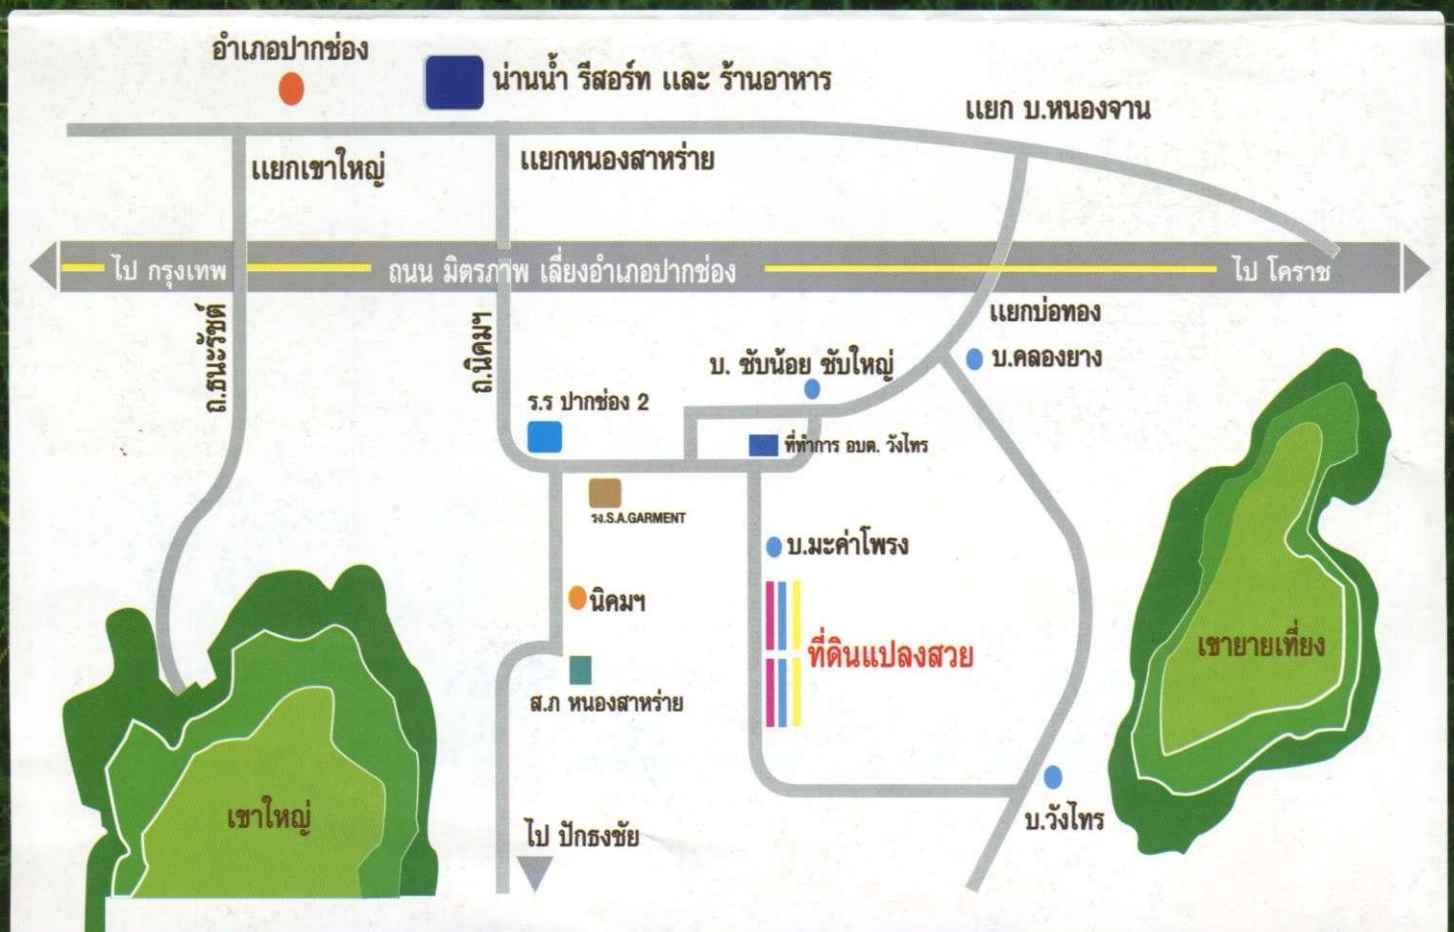 อำเภอปากช่อง
น่านน้ำ รีสอร์ท และ ร้านอาหาร
แยก บ.หนองจาน
แยกเขาใหญ่
แยกหนองสาหร่าย
ไป กรุงเทพ
ถนน มิตรภาพ เลี่ยงอำเภอปากช่อง
ไป โคราช
ถ.ธนะรัชต์
ถ.นิคมฯ
แยกบ่อทอง
บ.คลองยาง
บ. ซับน้อย ซับใหญ่
ร.ร ปากช่อง 2
ที่ทำการ อบต. วังไทร
รง.S.A.GARMENT
บ.มะค่าโพรง
นิคมฯ
ที่ดินแปลงสวย
เขายายเที่ยง
ส.ภ หนองสาหร่าย
เขาใหญ่
ไป ปักธงชัย
บ.วังไทร